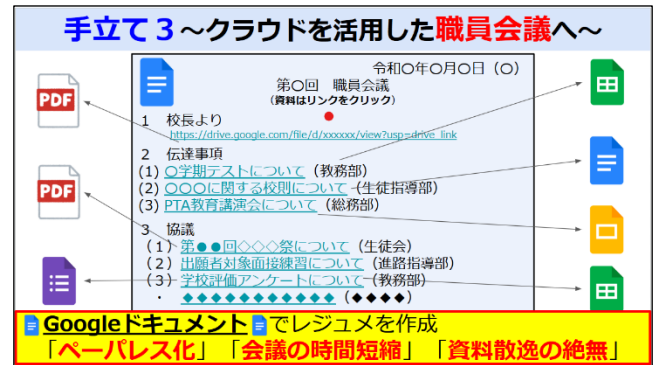 手立て３～クラウドを活用した職員会議へ～
令和〇年〇月〇日（〇）
第〇回　職員会議
（資料はリンクをクリック）
1　校長より
https://drive.google.com/file/d/xxxxxx/view?usp=drive_link
2　伝達事項
(1) 〇学期テストについて（教務部）
(2) 〇〇〇に関する校則について（生徒指導部）
(3) PTA教育講演会について（総務部）
3　協議
（１）第●●回◇◇◇祭について（生徒会）
（２）出願者対象面接練習について（進路指導部）
（３）学校評価アンケートについて（教務部）
・　◆◆◆◆◆◆◆◆◆◆◆（◆◆◆◆）
PDF
PDF
Googleドキュメントでレジュメを作成
「ペーパレス化」「会議の時間短縮」「資料散逸の絶無」